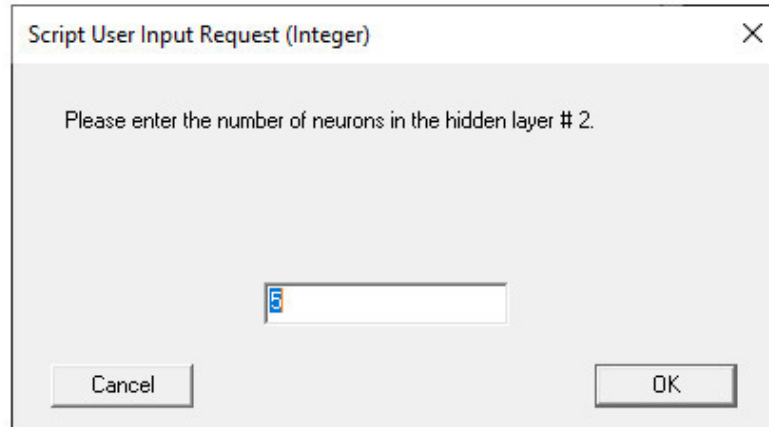 Script User Input Request (Integer)
Please enter the number of neurons in the hidden layer # 2.
5
Cancel
OK